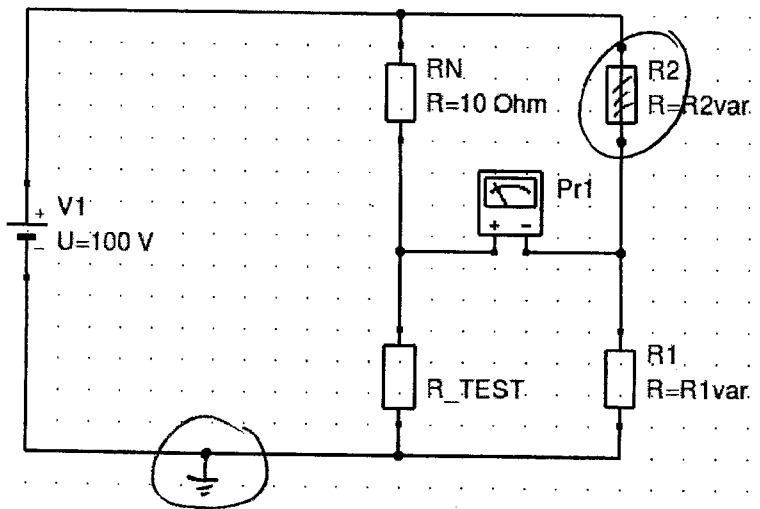 RN
R=10 Ohm
R2
R=R2var
Pr1
+ -
+
V1
U=100 V
-
R_TEST
R1
R=R1var